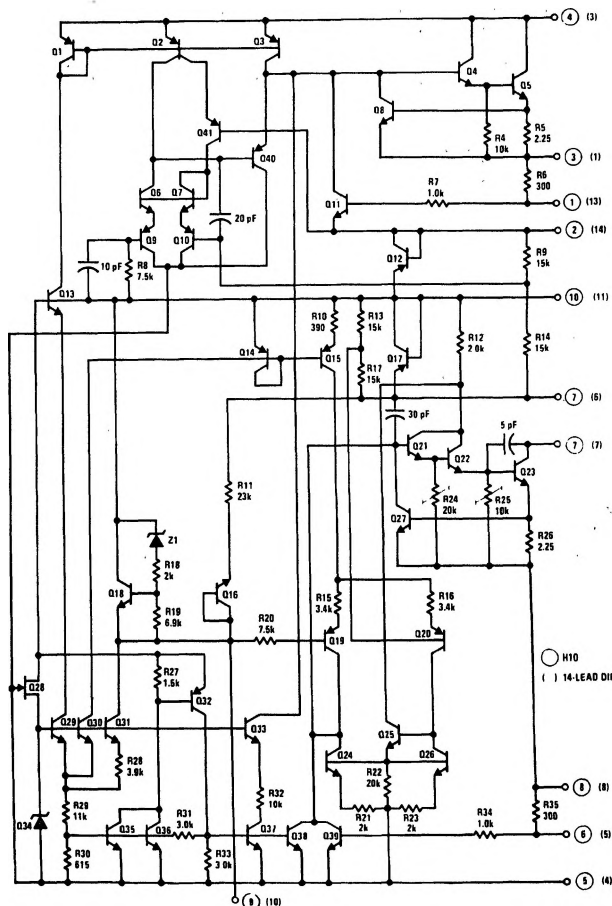 Q1
Q2
Q3
4 (3)
Q4
Q5
Q8
R4
10k
R5
2.25
Q41
3 (1)
Q40
R7
1.0k
R6
300
Q6
Q7
Q11
1 (13)
20 pF
2 (14)
Q9
Q10
Q12
R9
15k
10 pF
R8
7.5k
Q13
10 (11)
R10
390
R13
15k
Q14
Q15
Q17
R12
2.0k
R14
15k
R17
15k
7 (6)
30 pF
5 pF
7 (7)
Q21
Q22
Q23
R11
23k
R24
20k
R25
10k
Q27
R26
2.25
Z1
R18
2k
Q18
R19
6.9k
Q16
R15
3.4k
R16
3.4k
R20
7.5k
Q19
Q20
H10
( ) 14-LEAD DIP
R27
1.5k
Q32
Q28
Q29
Q30
Q31
Q33
Q25
Q24
Q26
R28
3.9k
R22
20k
8 (8)
R29
11k
R32
10k
R21
2k
R23
2k
R35
300
Q34
R31
3.0k
R34
1.0k
6 (5)
Q35
Q36
Q37
Q38
Q39
R30
615
R33
3.0k
5 (4)
9 (10)